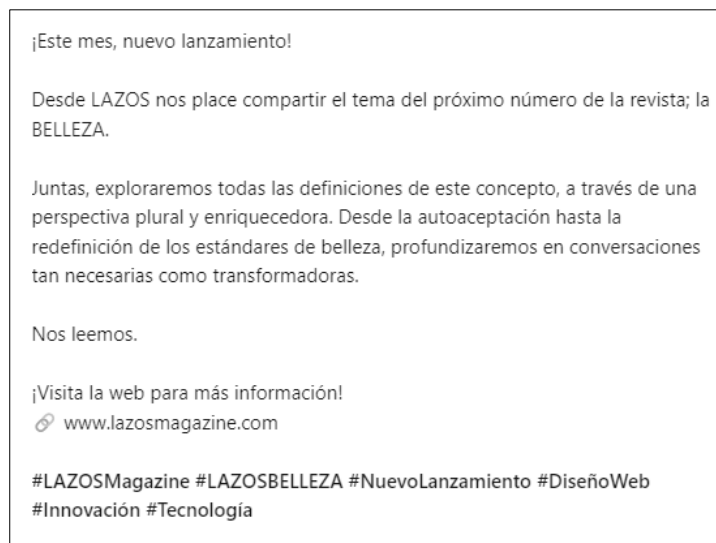 ¡Este mes, nuevo lanzamiento!
Desde LAZOS nos place compartir el tema del próximo número de la revista; la
BELLEZA.
Juntas, exploraremos todas las definiciones de este concepto, a través de una
perspectiva plural y enriquecedora. Desde la autoaceptación hasta la
redefinición de los estándares de belleza, profundizaremos en conversaciones
tan necesarias como transformadoras.
Nos leemos.
¡Visita la web para más información!
🔗 www.lazosmagazine.com
#LAZOSMagazine #LAZOSBELLEZA #NuevoLanzamiento #DiseñoWeb
#Innovación #Tecnología